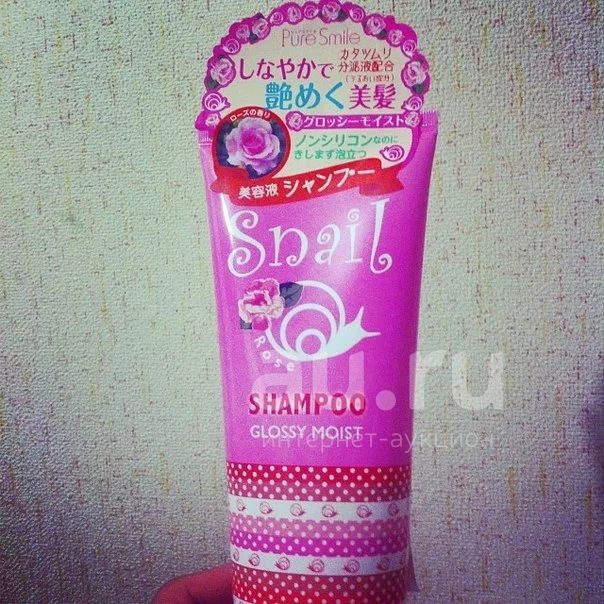 Pure Smile
しなやかで
カタツムリ
分泌液配合
艶めく美髪
グロッシーモイスト
ローズの香り
ノンシリコンなのに
きしまず泡立つ
美容液 シャンプー
Snail
Rose
au.ru
SHAMPOO
GLOSSY MOIST
интернет-аукцион